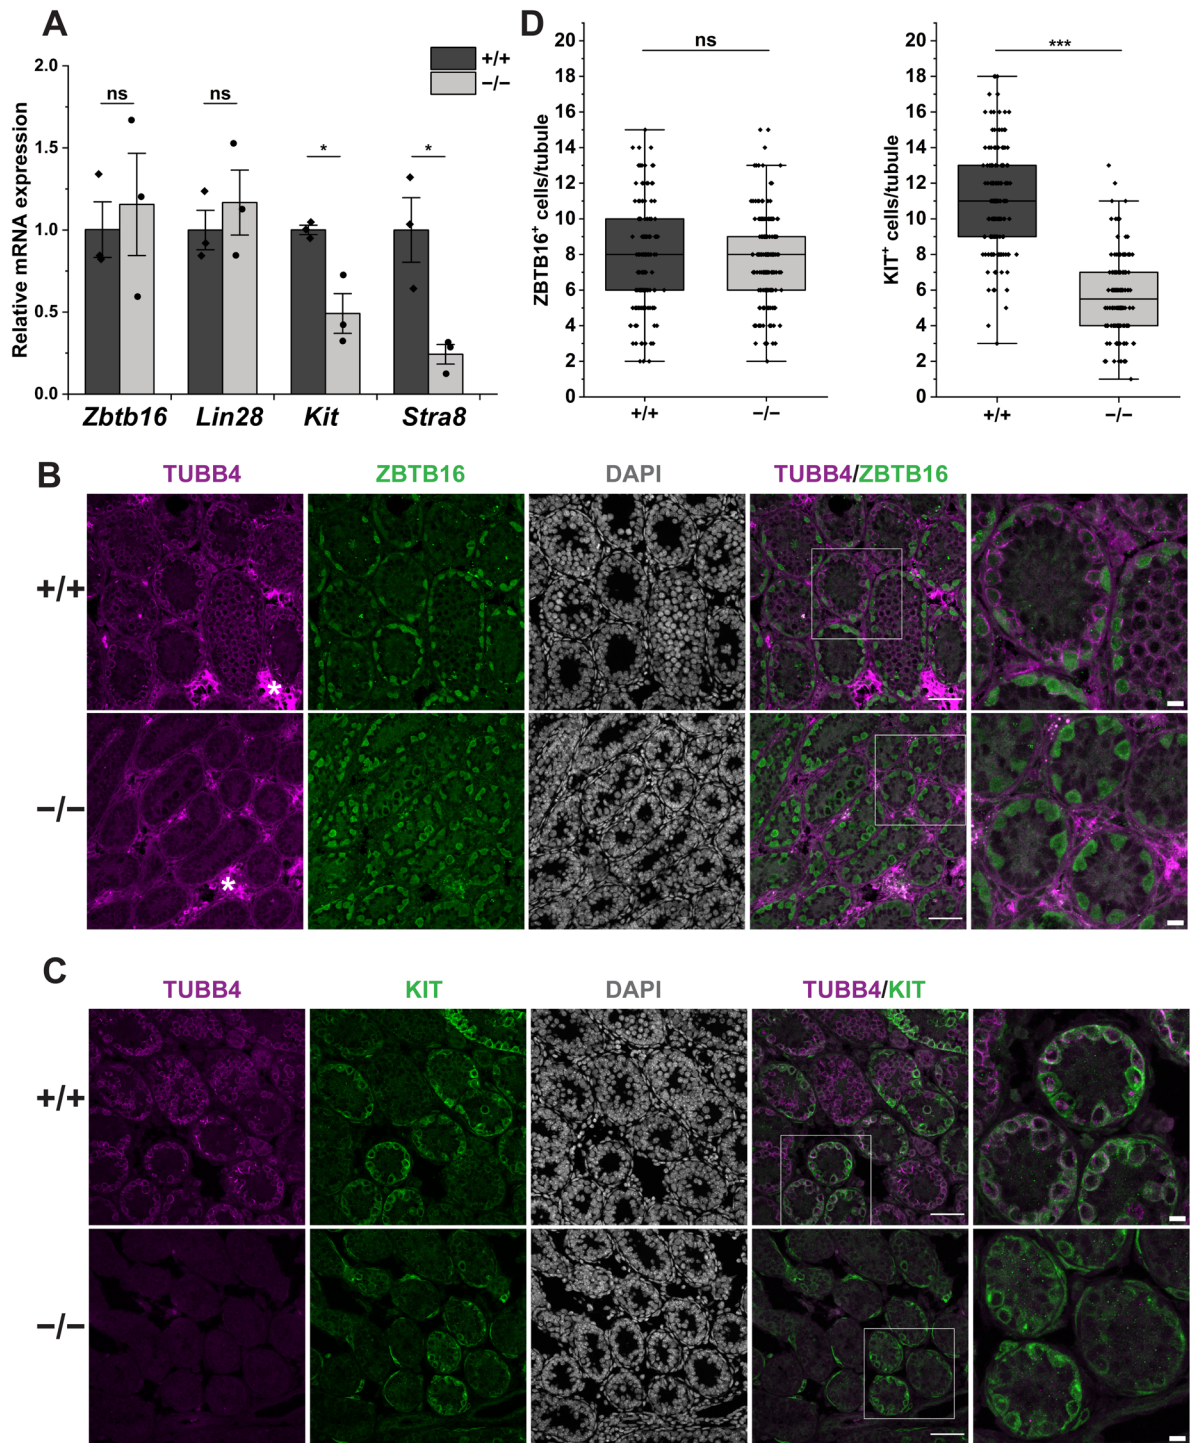 A
+/+
−/−
Relative mRNA expression
2.0
1.5
1.0
0.5
0.0
ns
ns
*
*
Zbtb16
Lin28
Kit
Stra8
D
ZBTB16+ cells/tubule
20
18
16
14
12
10
8
6
4
2
0
ns
+/+
−/−
KIT+ cells/tubule
20
18
16
14
12
10
8
6
4
2
0
***
+/+
−/−
B
TUBB4
ZBTB16
DAPI
TUBB4/ZBTB16
+/+
*
−/−
*
C
TUBB4
KIT
DAPI
TUBB4/KIT
+/+
−/−